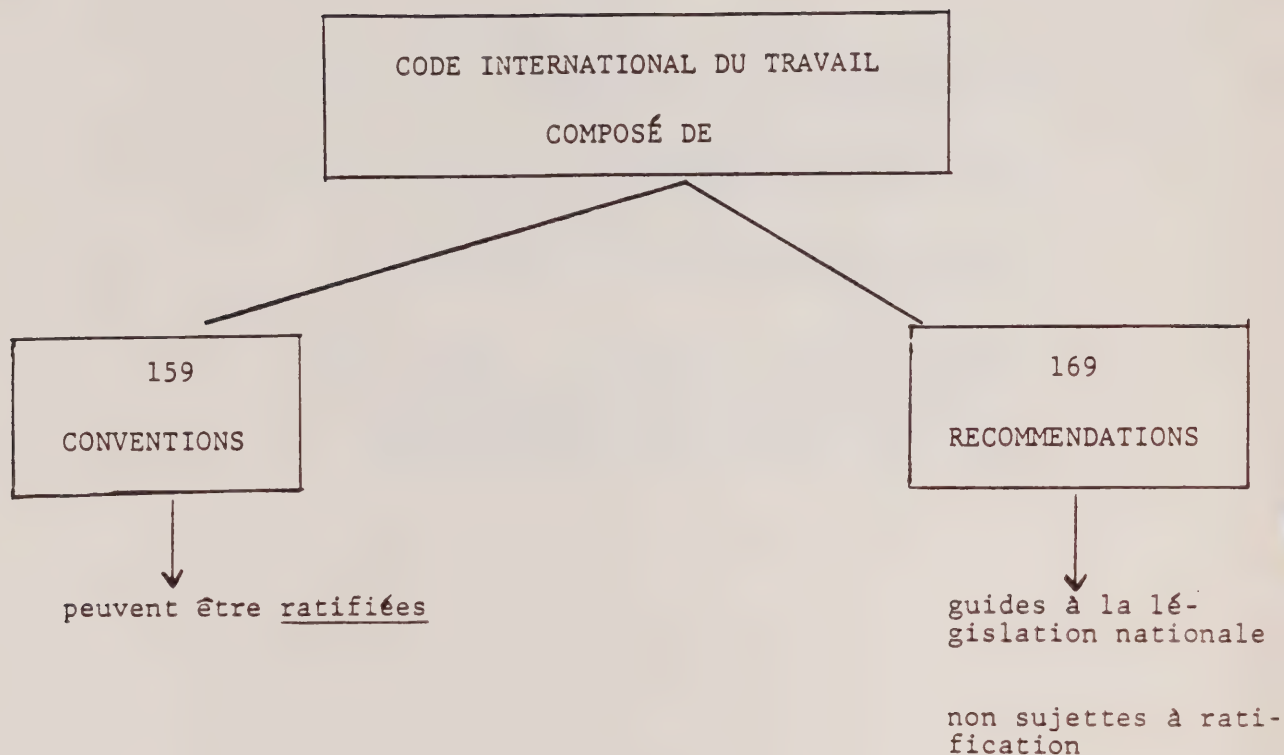 CODE INTERNATIONAL DU TRAVAIL
COMPOSÉ DE
159
CONVENTIONS
peuvent être ratifiées
169
RECOMMENDATIONS
guides à la lé-
gislation nationale
non sujettes à rati-
fication